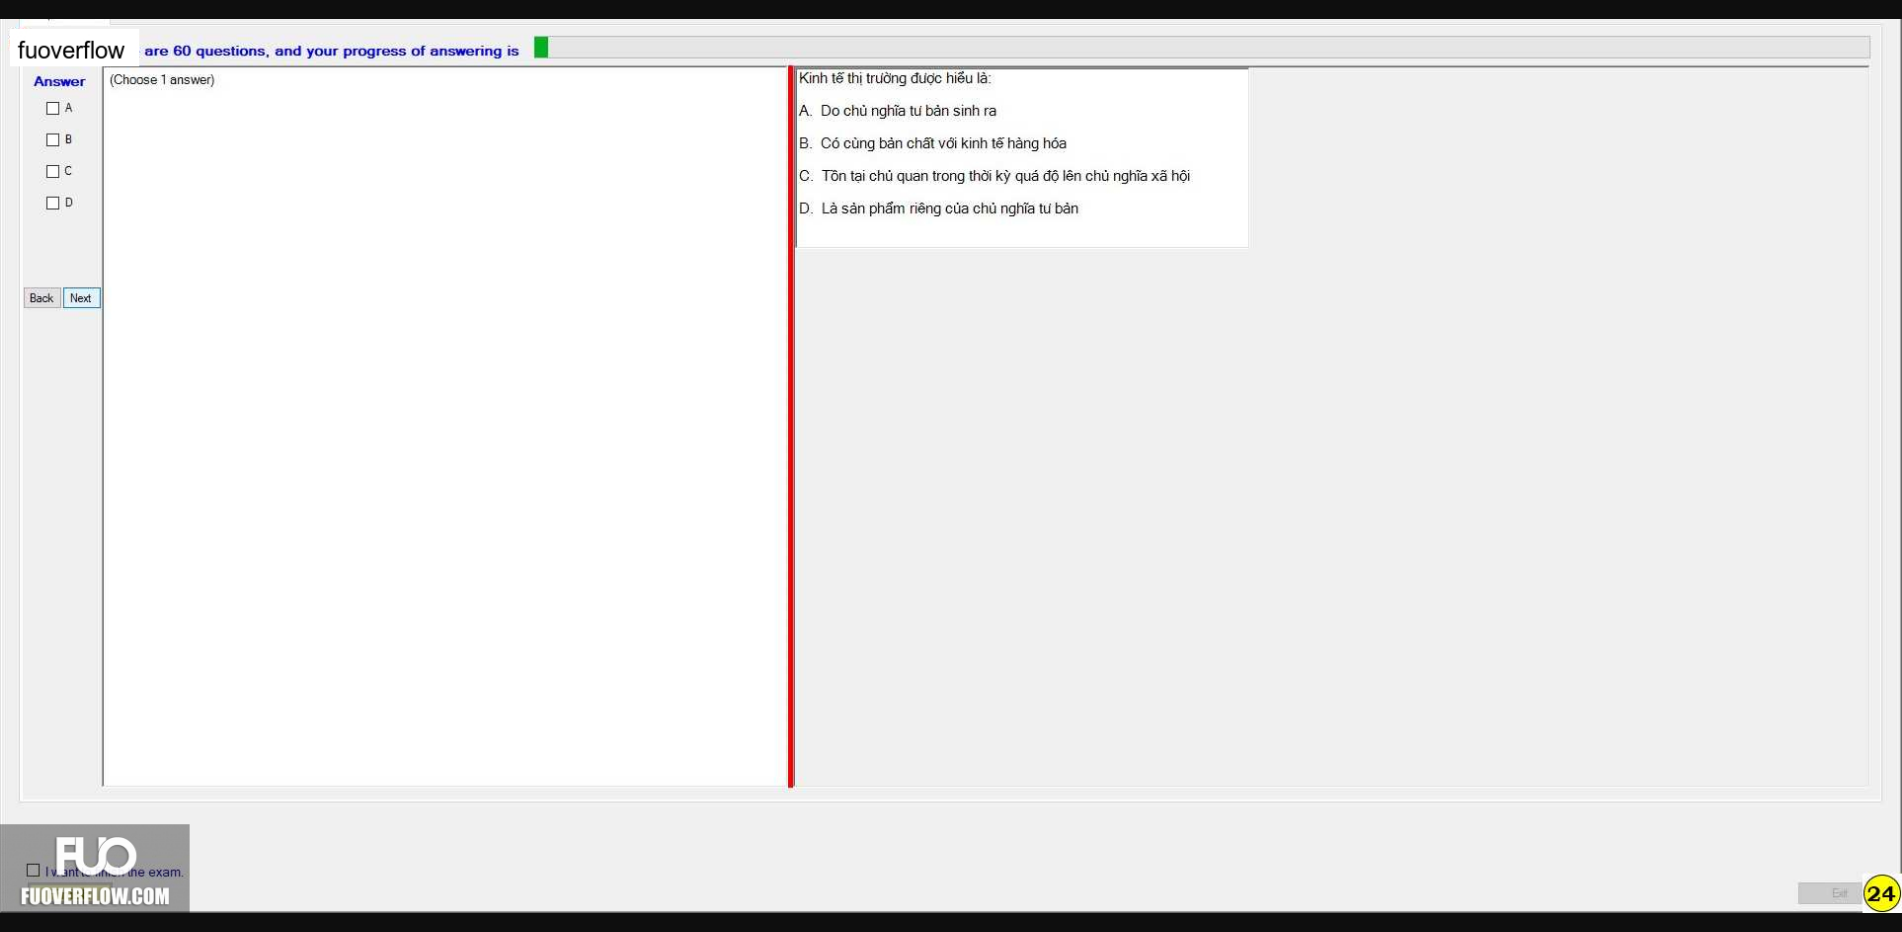 fuoverflow are 60 questions, and your progress of answering is
Answer
(Choose 1 answer)
A
B
C
D
Back Next
Kinh tế thị trường được hiểu là:
A. Do chủ nghĩa tư bản sinh ra
B. Có cùng bản chất với kinh tế hàng hóa
C. Tồn tại chủ quan trong thời kỳ quá độ lên chủ nghĩa xã hội
D. Là sản phẩm riêng của chủ nghĩa tư bản
FUO
I want to finish the exam.
FUOVERFLOW.COM
Exit
24